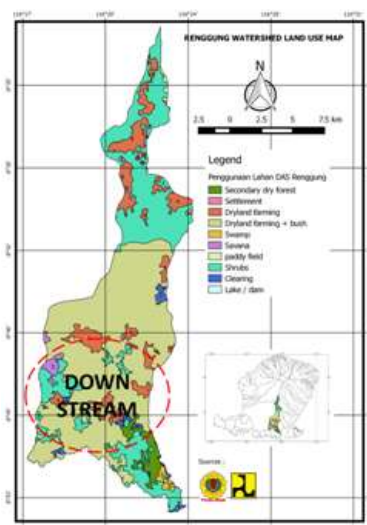 RENGGUNG WATERSHED LAND USE MAP
N
2.5 0 2.5 5 7.5 km
Legend
Penggunaan Lahan DAS Renggung
Secondary dry forest
Settlement
Dryland farming
Dryland farming + bush
Swamp
Savana
paddy field
Shrubs
Clearing
Lake / dam
DOWN
STREAM
Sources :